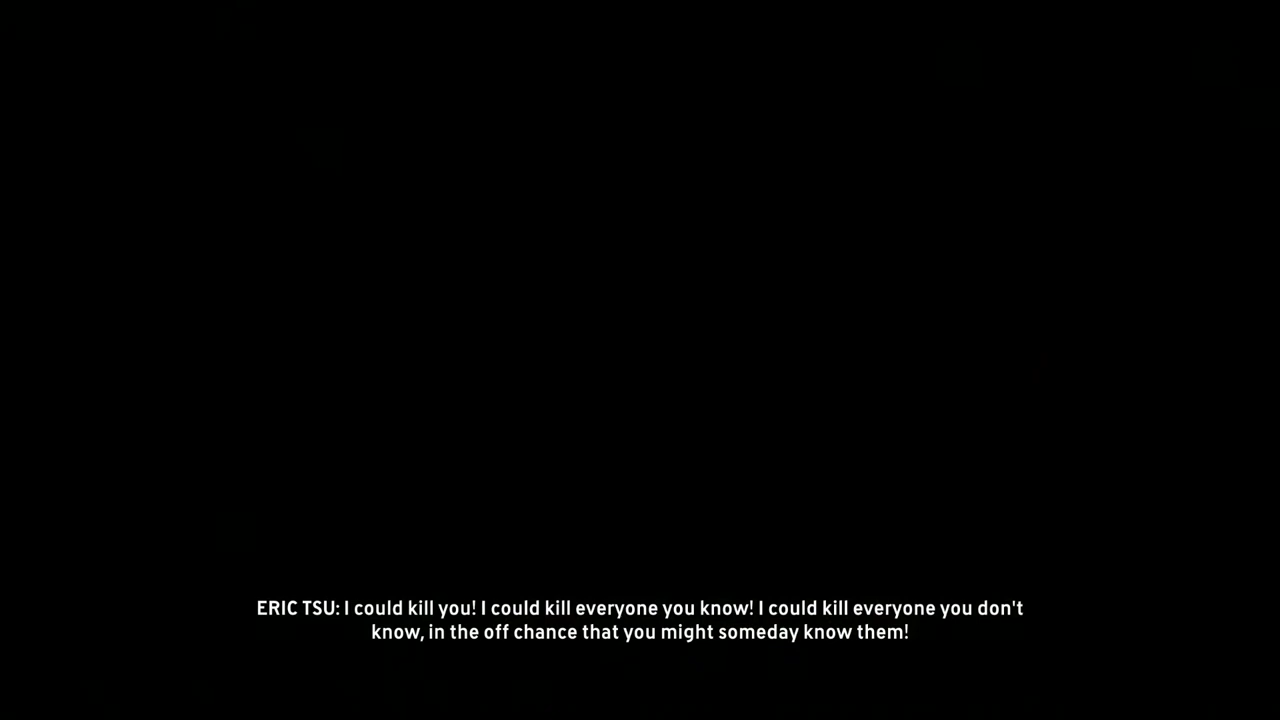 ERIC TSU: I could kill you! I could kill everyone you know! I could kill everyone you don't
know, in the off chance that you might someday know them!